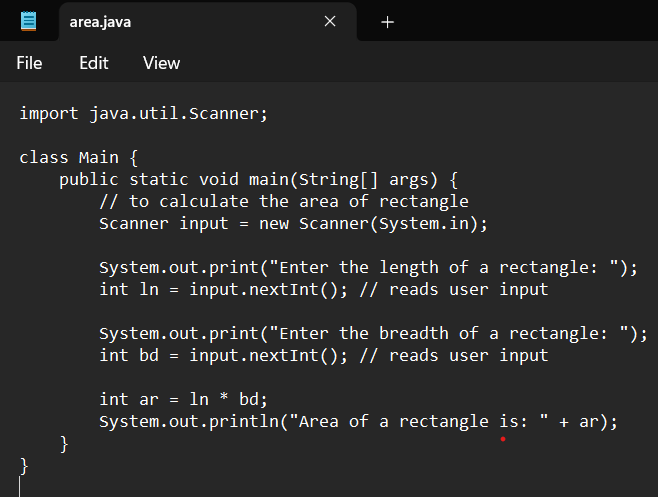 area.java
File Edit View
import java.util.Scanner;
class Main {
    public static void main(String[] args) {
        // to calculate the area of rectangle
        Scanner input = new Scanner(System.in);
        System.out.print("Enter the length of a rectangle: ");
        int ln = input.nextInt(); // reads user input
        System.out.print("Enter the breadth of a rectangle: ");
        int bd = input.nextInt(); // reads user input
        int ar = ln * bd;
        System.out.println("Area of a rectangle is: " + ar);
    }
}